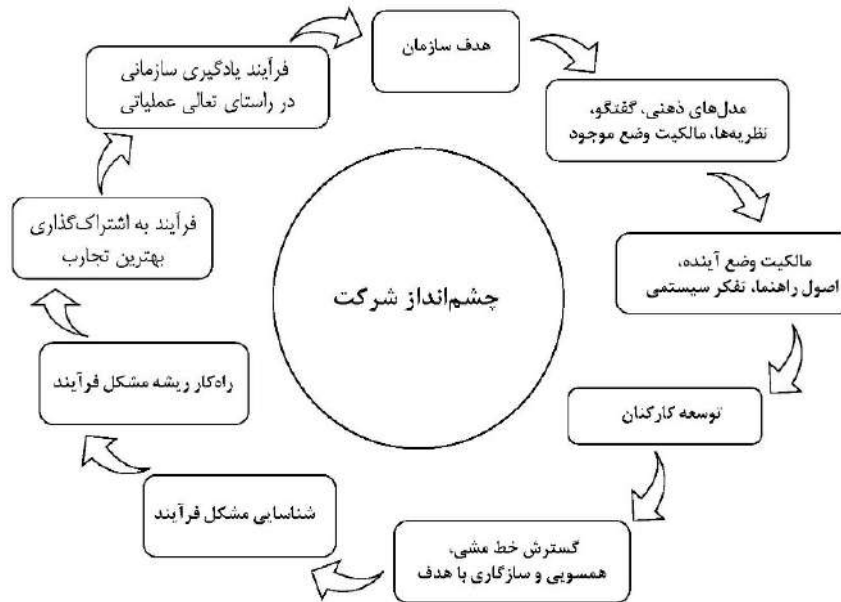 هدف سازمان
مدل‌های ذهنی، گفتگو،
نظریه‌ها، مالکیت وضع موجود
مالکیت وضع آینده،
اصول راهنما، تفکر سیستمی
توسعه کارکنان
گسترش خط مشی،
همسویی و سازگاری با هدف
شناسایی مشکل فرآیند
راه‌کار ریشه مشکل فرآیند
فرآیند به اشتراک‌گذاری
بهترین تجارب
فرآیند یادگیری سازمانی
در راستای تعالی عملیاتی
چشم‌انداز شرکت